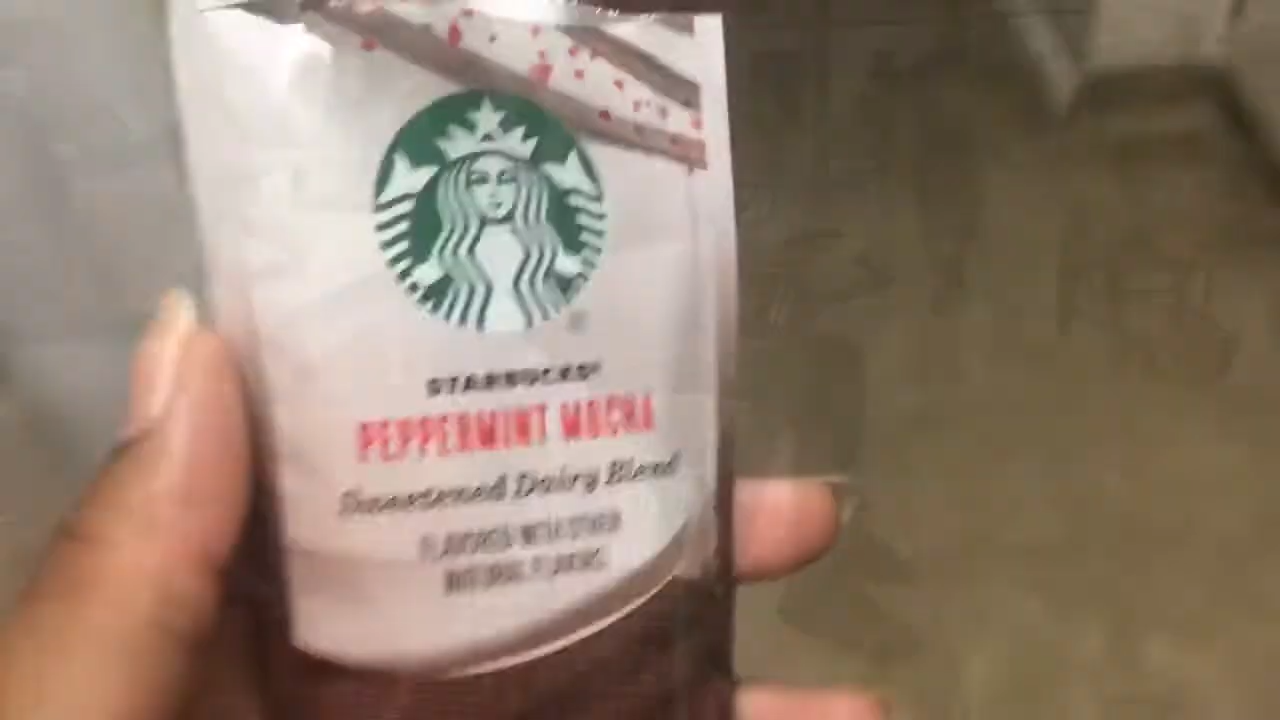 STARBUCKS®
PEPPERMINT MOCHA
Sweetened Dairy Blend
FLAVORED WITH OTHER
NATURAL FLAVORS